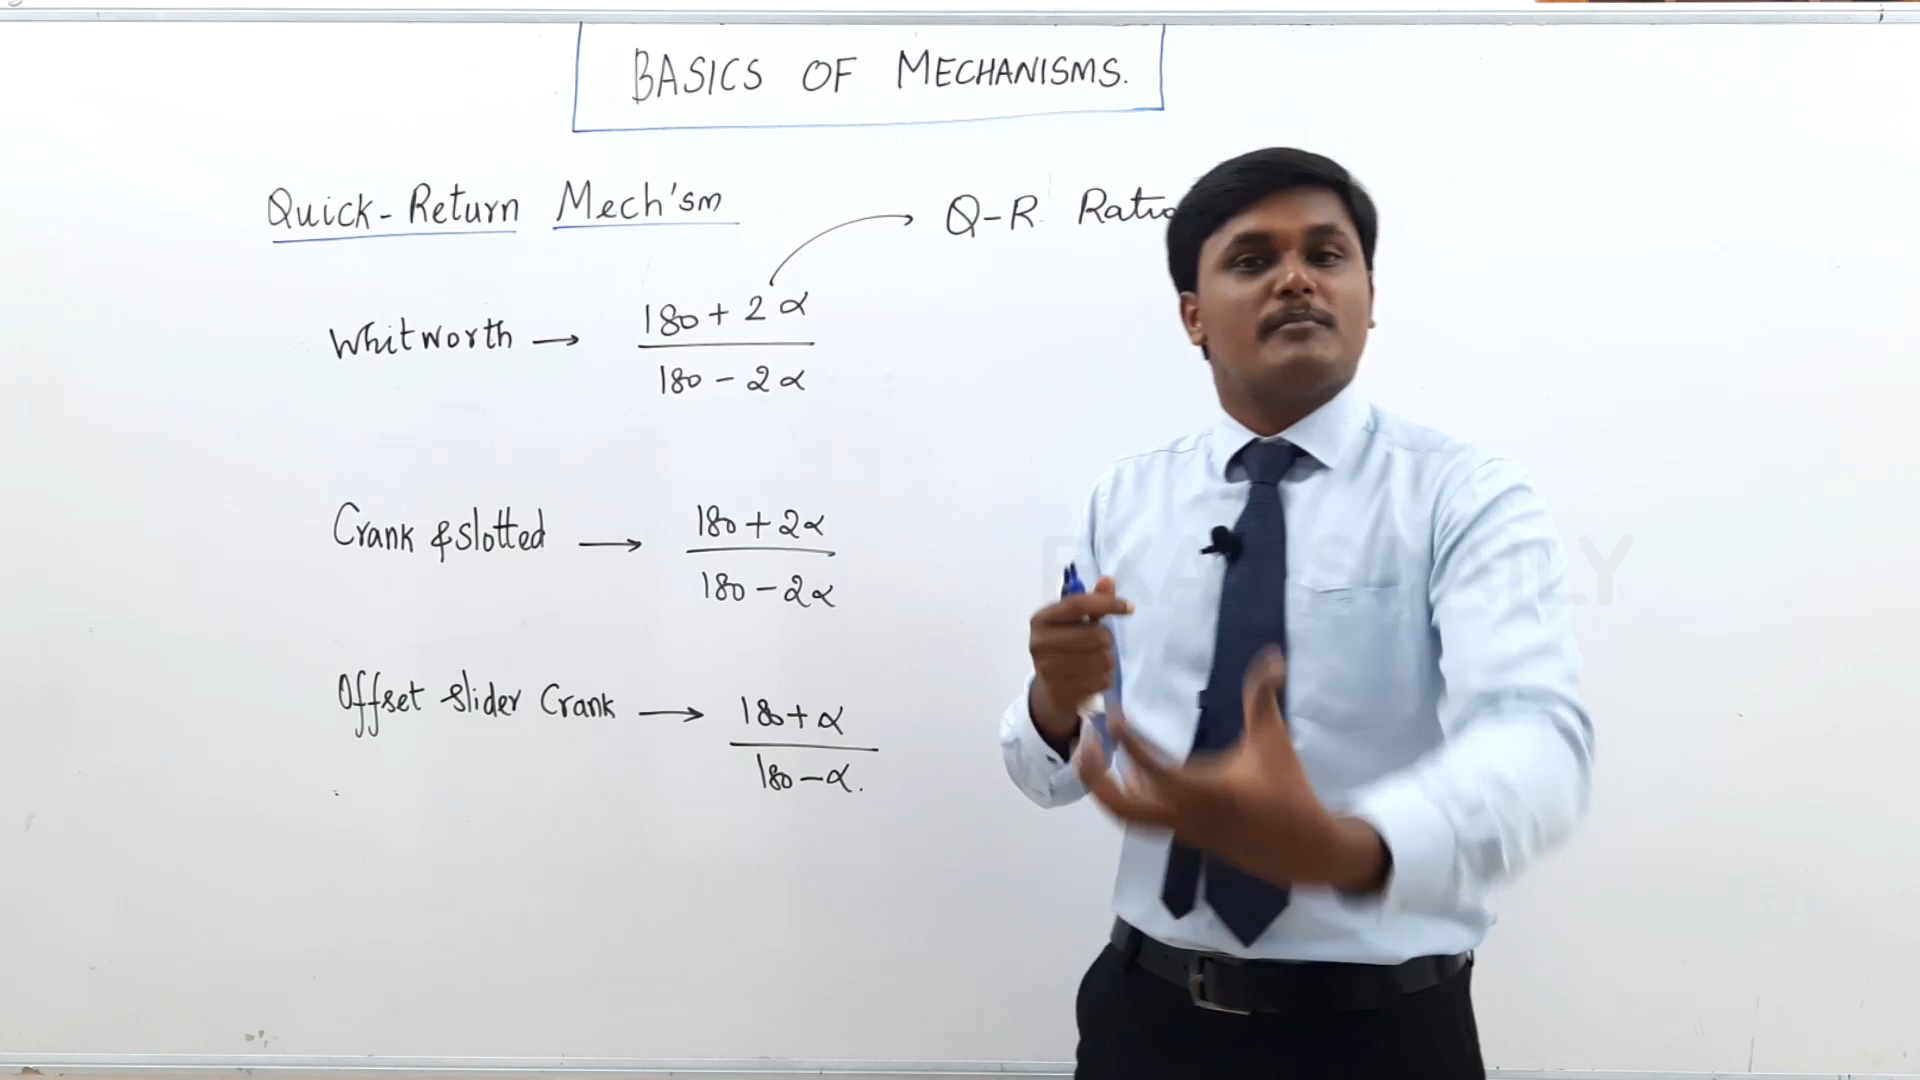 BASICS OF MECHANISMS.
Quick-Return Mech'sm
Q-R Ratio
Whitworth → 180 + 2α
180 - 2α
Crank & slotted → 180 + 2α
180 - 2α
Offset slider Crank → 180 + α
180 - α.